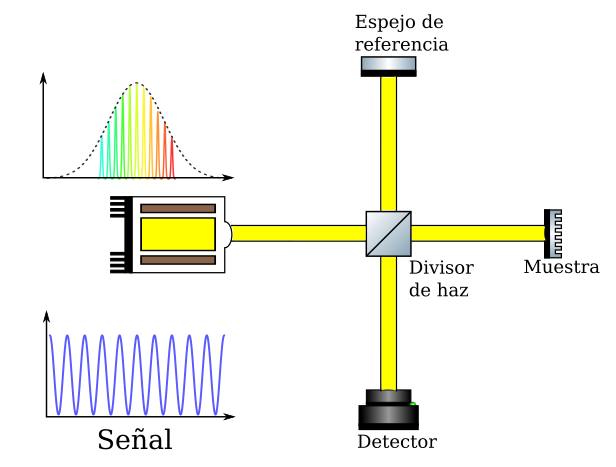 Espejo de
referencia
Divisor
de haz
Muestra
Detector
Señal